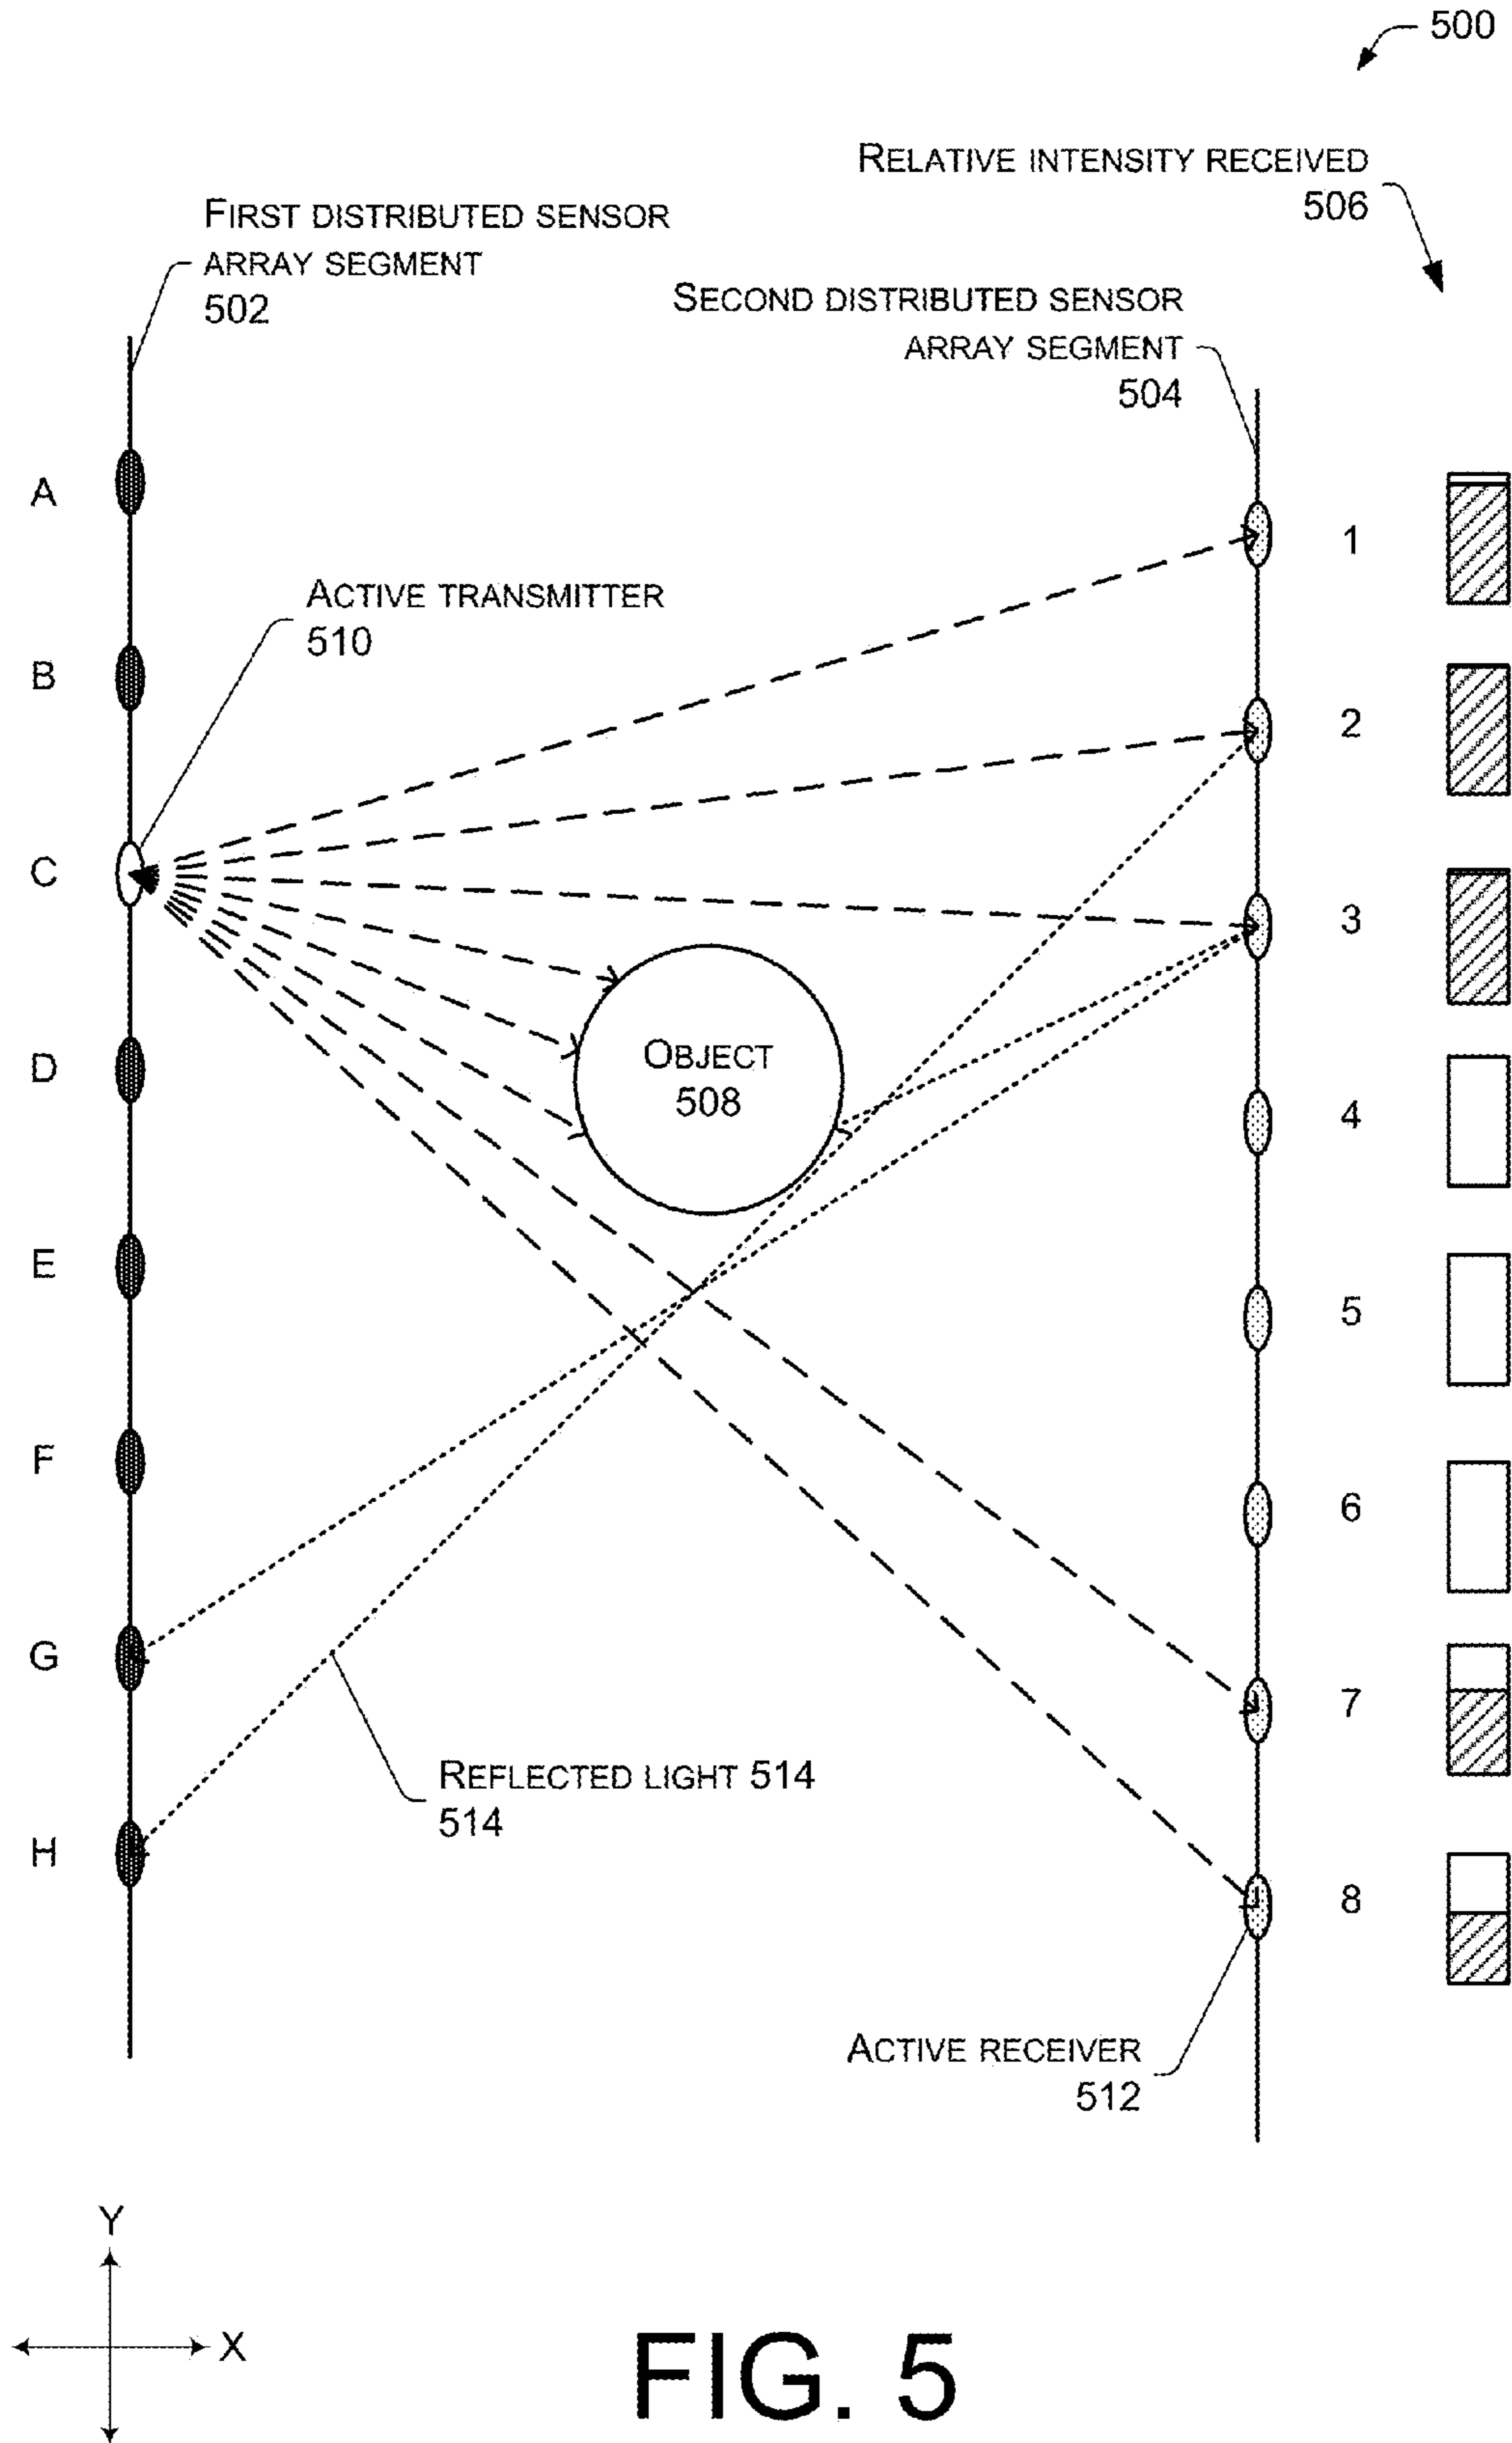 500
RELATIVE INTENSITY RECEIVED
506
FIRST DISTRIBUTED SENSOR
ARRAY SEGMENT
502
SECOND DISTRIBUTED SENSOR
ARRAY SEGMENT
504
A
1
ACTIVE TRANSMITTER
510
B
2
C
3
OBJECT
508
D
4
E
5
F
6
G
7
REFLECTED LIGHT 514
514
H
8
ACTIVE RECEIVER
512
Y
X
FIG. 5